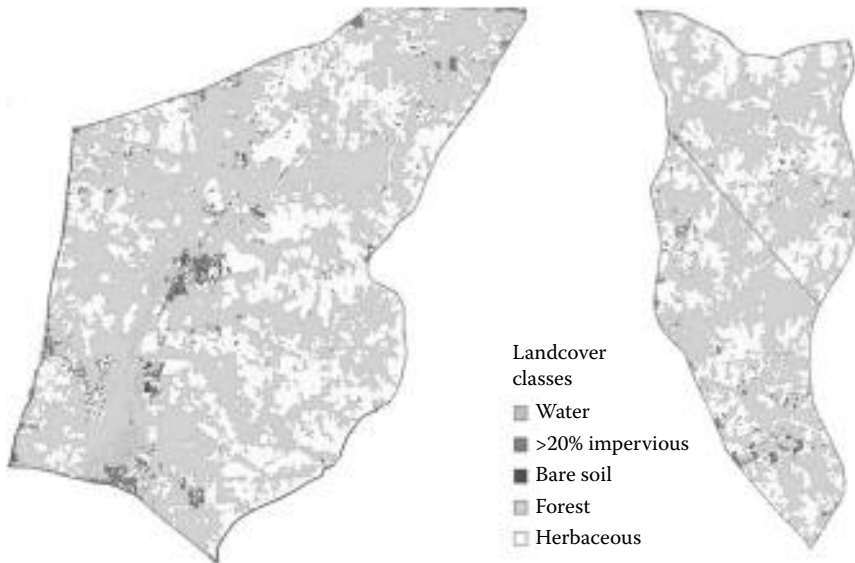 Landcover
classes
Water
>20% impervious
Bare soil
Forest
Herbaceous